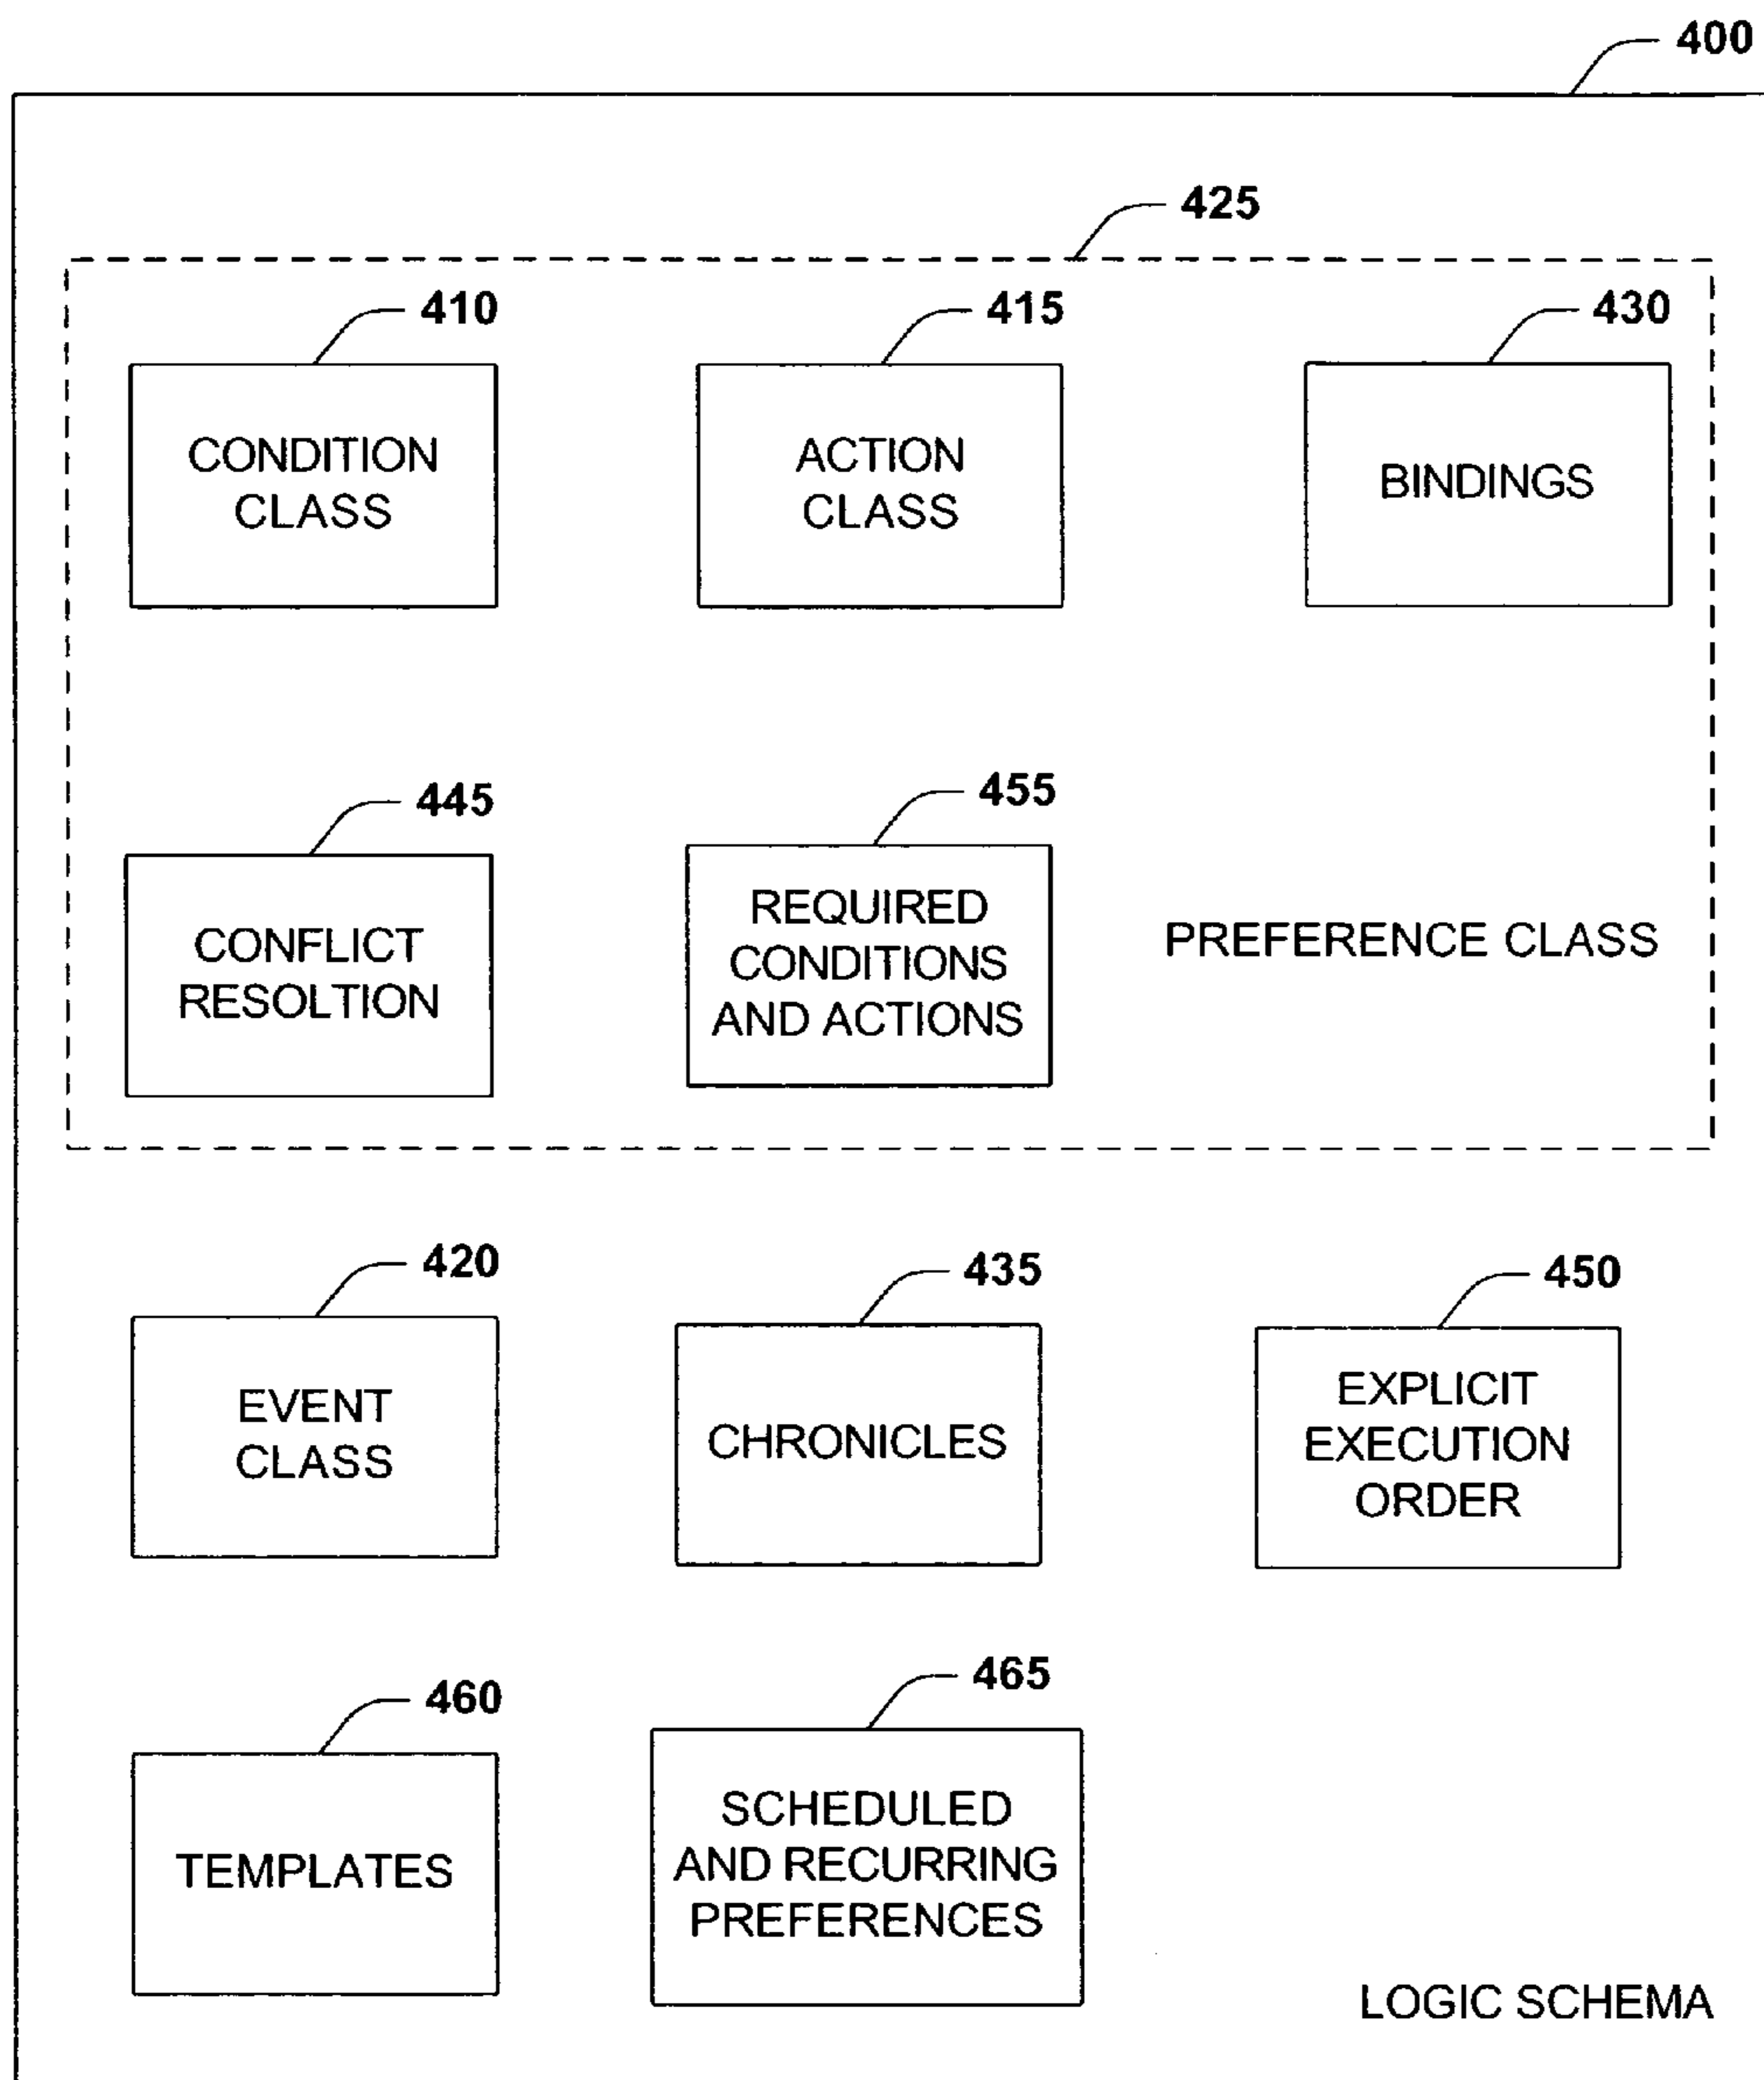 400
425
410
415
430
CONDITION
CLASS
ACTION
CLASS
BINDINGS
445
455
CONFLICT
RESOLTION
REQUIRED
CONDITIONS
AND ACTIONS
PREFERENCE CLASS
420
435
450
EVENT
CLASS
CHRONICLES
EXPLICIT
EXECUTION
ORDER
460
465
TEMPLATES
SCHEDULED
AND RECURRING
PREFERENCES
LOGIC SCHEMA